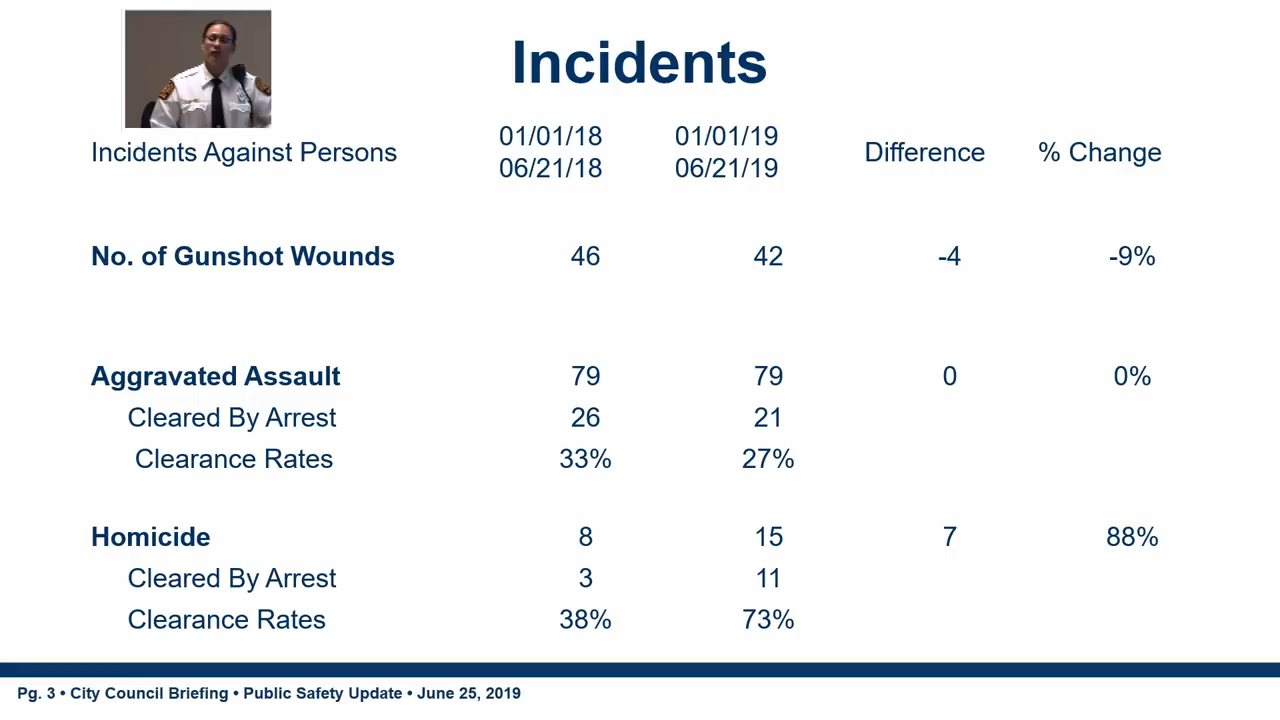 Incidents
Incidents Against Persons 01/01/18 06/21/18 01/01/19 06/21/19 Difference % Change
No. of Gunshot Wounds 46 42 -4 -9%
Aggravated Assault 79 79 0 0%
Cleared By Arrest 26 21
Clearance Rates 33% 27%
Homicide 8 15 7 88%
Cleared By Arrest 3 11
Clearance Rates 38% 73%
Pg. 3 • City Council Briefing • Public Safety Update • June 25, 2019